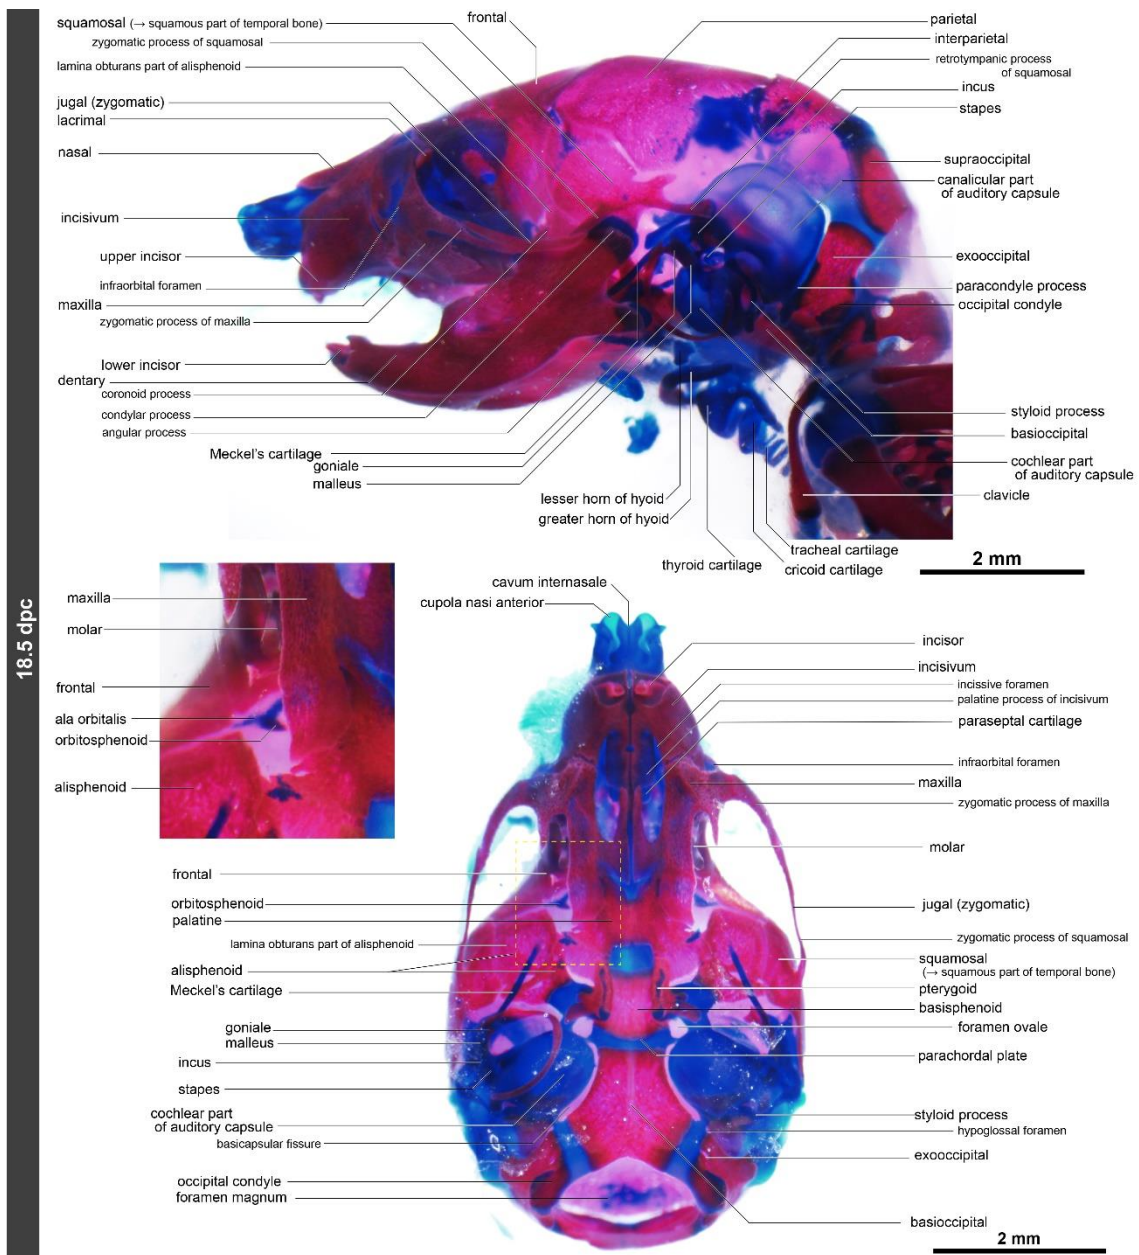 squamosal (→ squamous part of temporal bone)
zygomatic process of squamosal
lamina obturans part of alisphenoid
jugal (zygomatic)
lacrimal
nasal
incisivum
upper incisor
infraorbital foramen
maxilla
zygomatic process of maxilla
lower incisor
dentary
coronoid process
condylar process
angular process
Meckel's cartilage
goniale
malleus
frontal
parietal
interparietal
retrotympanic process
of squamosal
incus
stapes
supraoccipital
canalicular part
of auditory capsule
exooccipital
paracondyle process
occipital condyle
styloid process
basioccipital
cochlear part
of auditory capsule
clavicle
lesser horn of hyoid
greater horn of hyoid
thyroid cartilage
tracheal cartilage
cricoid cartilage
2 mm
18.5 dpc
maxilla
molar
frontal
ala orbitalis
orbitosphenoid
alisphenoid
cavum internasale
cupola nasi anterior
frontal
orbitosphenoid
palatine
lamina obturans part of alisphenoid
alisphenoid
Meckel's cartilage
goniale
malleus
incus
stapes
cochlear part
of auditory capsule
basicapsular fissure
occipital condyle
foramen magnum
incisor
incisivum
incissive foramen
palatine process of incisivum
paraseptal cartilage
infraorbital foramen
maxilla
zygomatic process of maxilla
molar
jugal (zygomatic)
zygomatic process of squamosal
squamosal
(→ squamous part of temporal bone)
pterygoid
basisphenoid
foramen ovale
parachordal plate
styloid process
hypoglossal foramen
exooccipital
basioccipital
2 mm